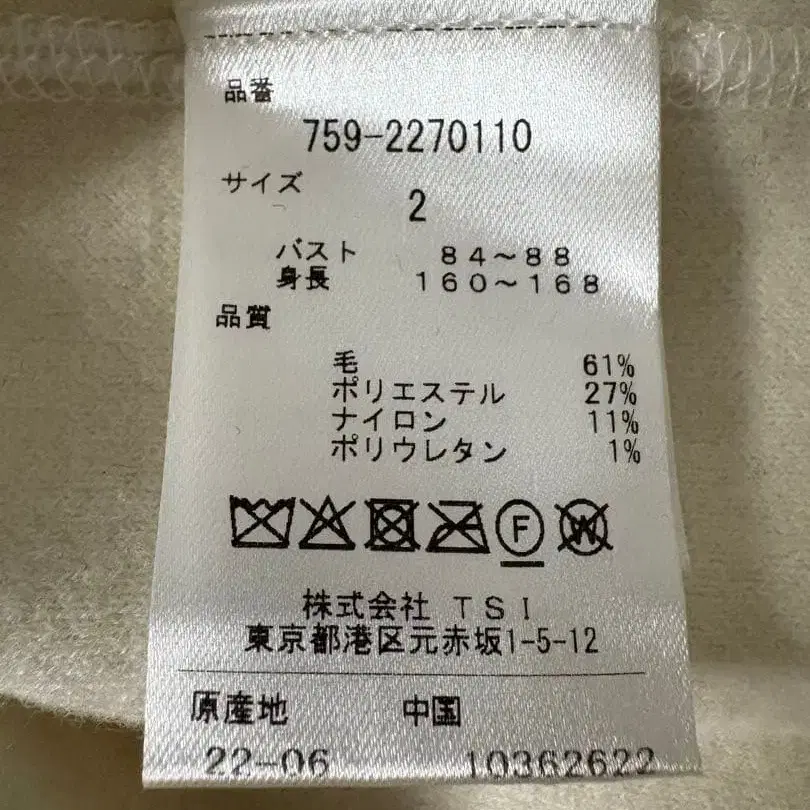 品番
759-2270110
サイズ
2
バスト 84～88
身長 160～168
品質
毛 61%
ポリエステル 27%
ナイロン 11%
ポリウレタン 1%
F W
株式会社 TSI
東京都港区元赤坂1-5-12
原産地 中国
22-06 10362622